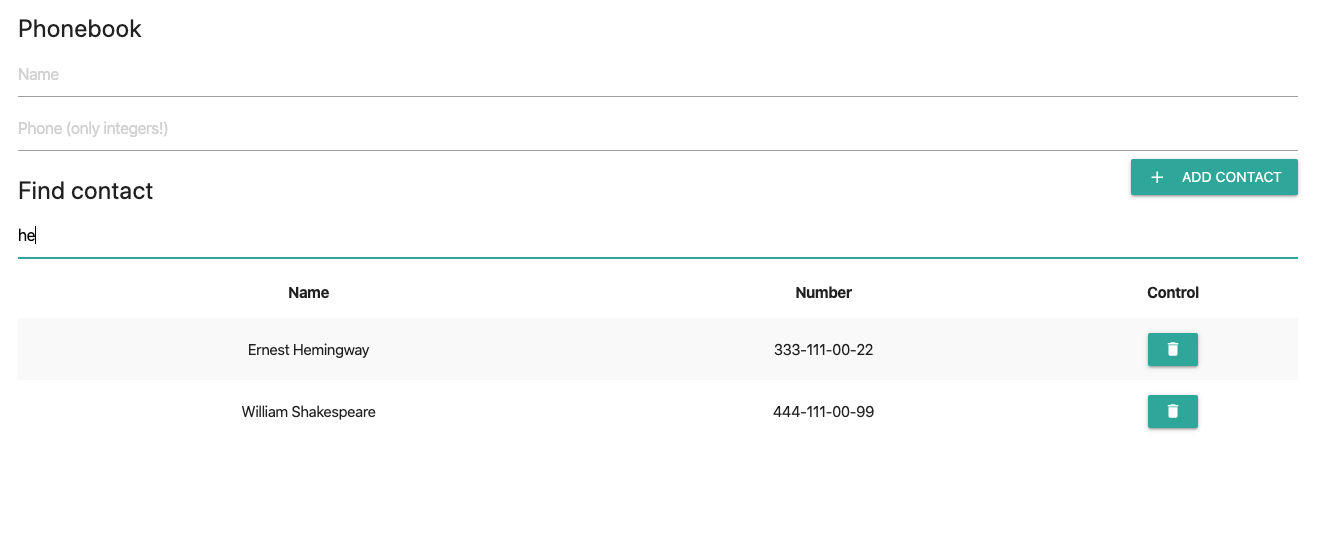 Phonebook
Name
Phone (only integers!)
ADD CONTACT
Find contact
he
Name Number Control
Ernest Hemingway 333-111-00-22
William Shakespeare 444-111-00-99